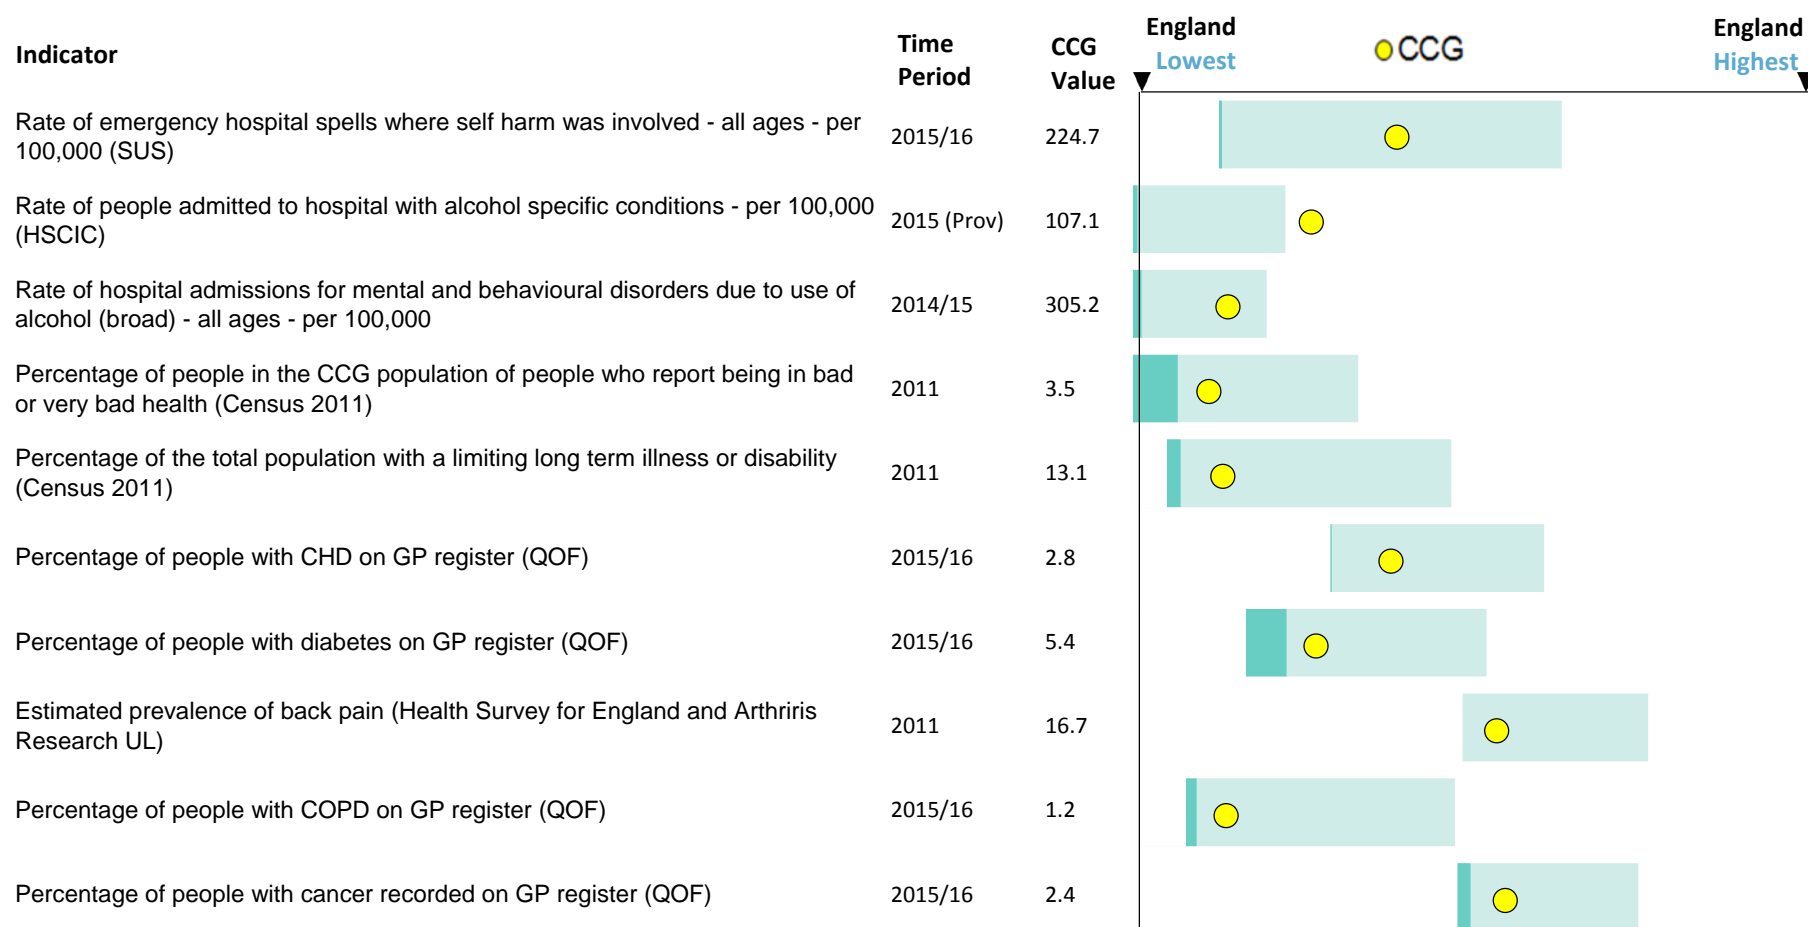 Indicator
Time
Period
CCG
Value
England
Lowest
CCG
England
Highest
Rate of emergency hospital spells where self harm was involved - all ages - per
100,000 (SUS)
2015/16
224.7
Rate of people admitted to hospital with alcohol specific conditions - per 100,000
(HSCIC)
2015 (Prov)
107.1
Rate of hospital admissions for mental and behavioural disorders due to use of
alcohol (broad) - all ages - per 100,000
2014/15
305.2
Percentage of people in the CCG population of people who report being in bad
or very bad health (Census 2011)
2011
3.5
Percentage of the total population with a limiting long term illness or disability
(Census 2011)
2011
13.1
Percentage of people with CHD on GP register (QOF)
2015/16
2.8
Percentage of people with diabetes on GP register (QOF)
2015/16
5.4
Estimated prevalence of back pain (Health Survey for England and Arthriris
Research UL)
2011
16.7
Percentage of people with COPD on GP register (QOF)
2015/16
1.2
Percentage of people with cancer recorded on GP register (QOF)
2015/16
2.4